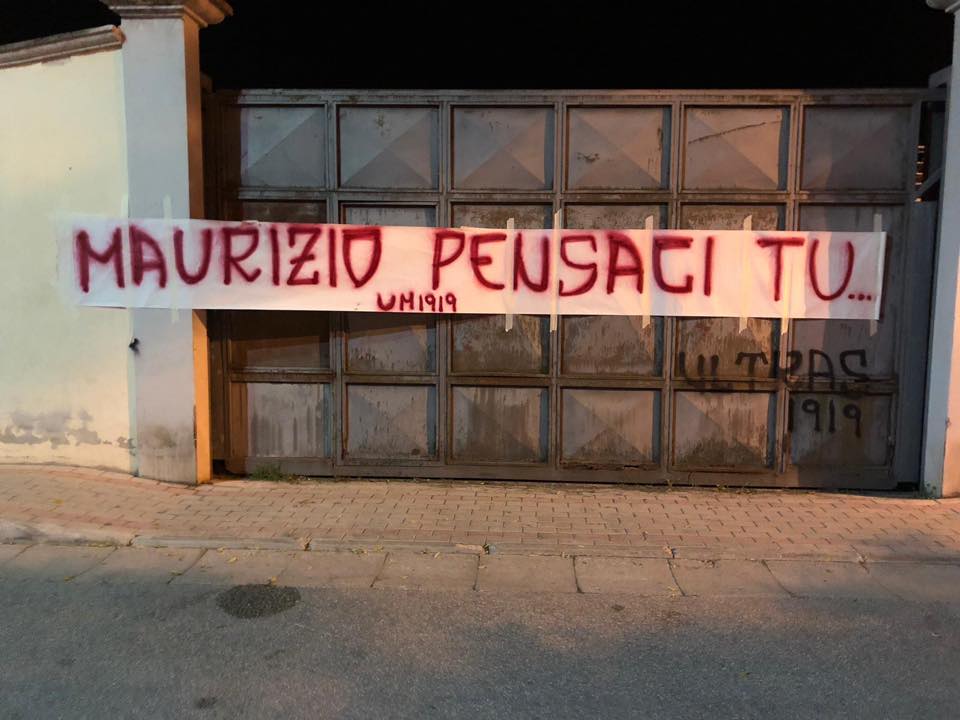 MAURIZIO PENSACI TU...
UM1919
ULTRAS
1919